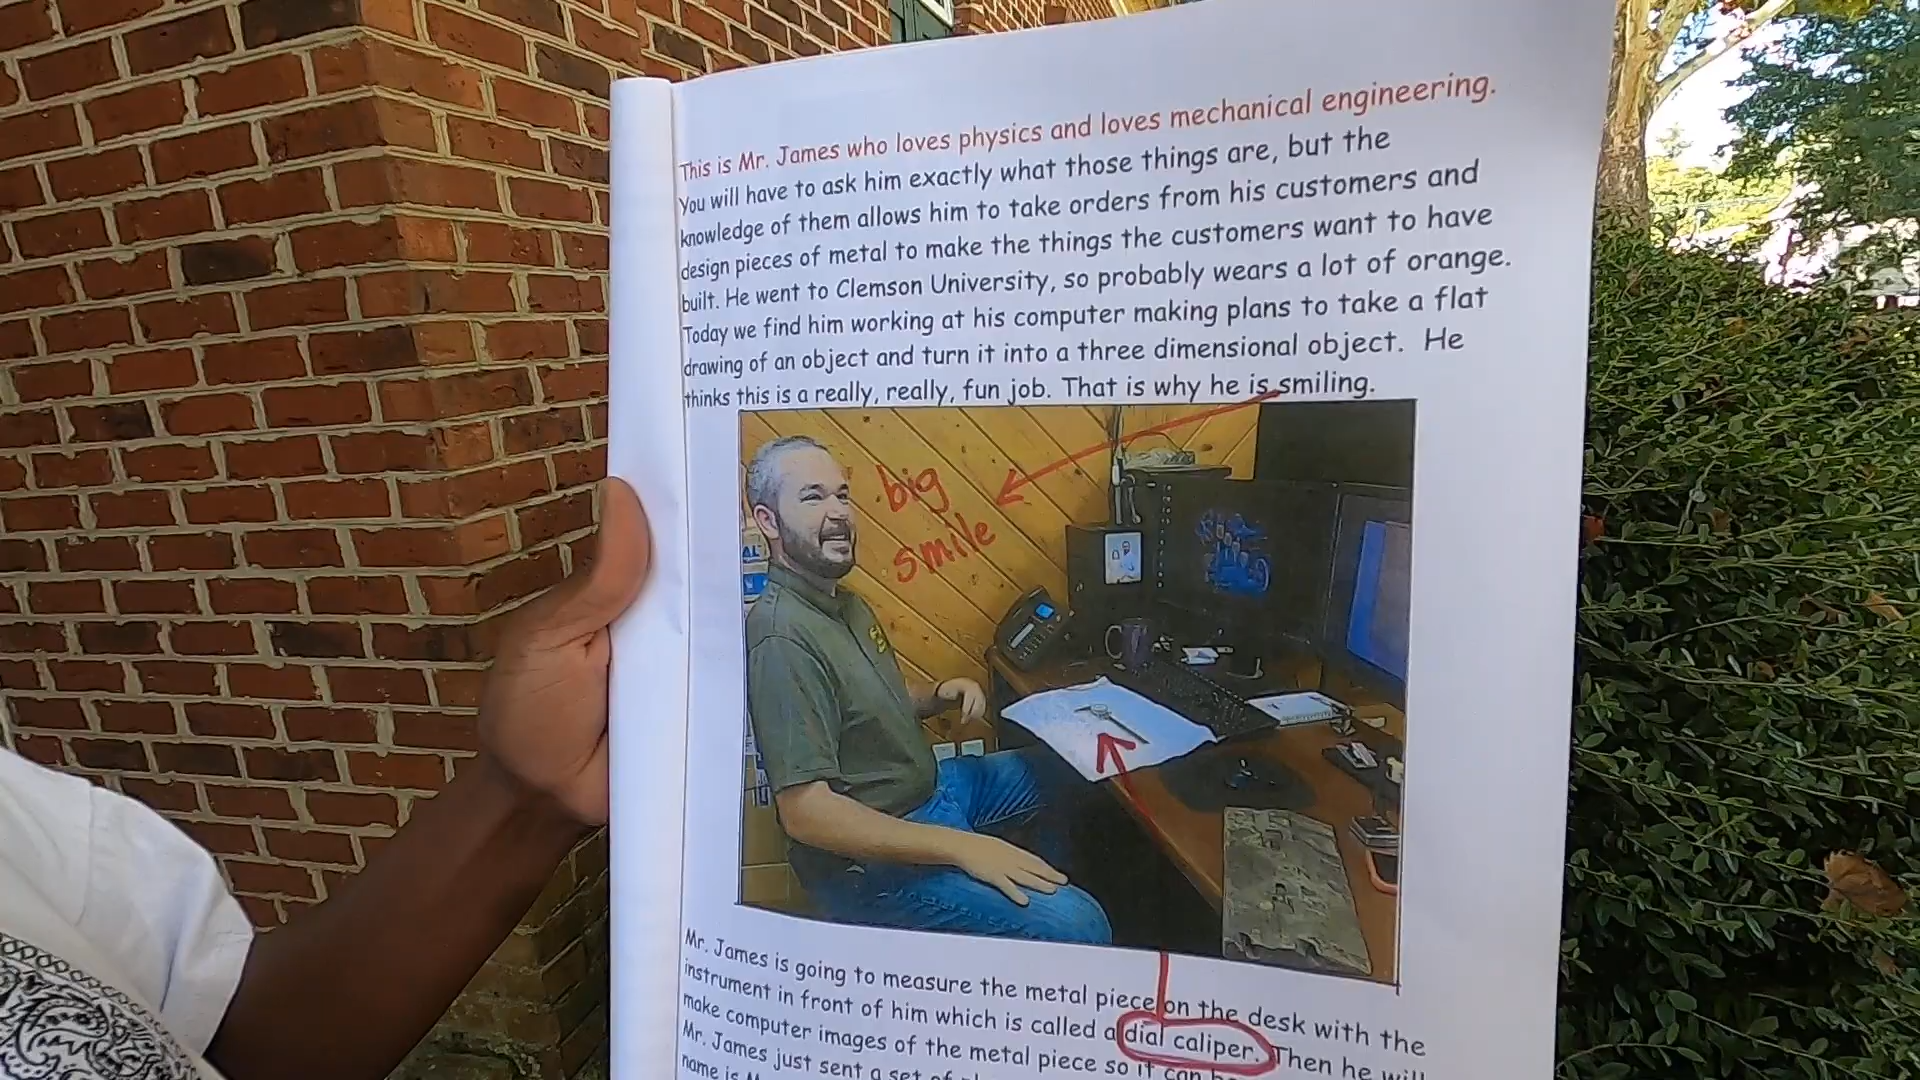 This is Mr. James who loves physics and loves mechanical engineering.
You will have to ask him exactly what those things are, but the
knowledge of them allows him to take orders from his customers and
design pieces of metal to make the things the customers want to have
built. He went to Clemson University, so probably wears a lot of orange.
Today we find him working at his computer making plans to take a flat
drawing of an object and turn it into a three dimensional object. He
thinks this is a really, really, fun job. That is why he is smiling.
big
smile
Mr. James is going to measure the metal piece on the desk with the
instrument in front of him which is called a dial caliper. Then he will
make computer images of the metal piece so it can
Mr. James just sent a set of
name is